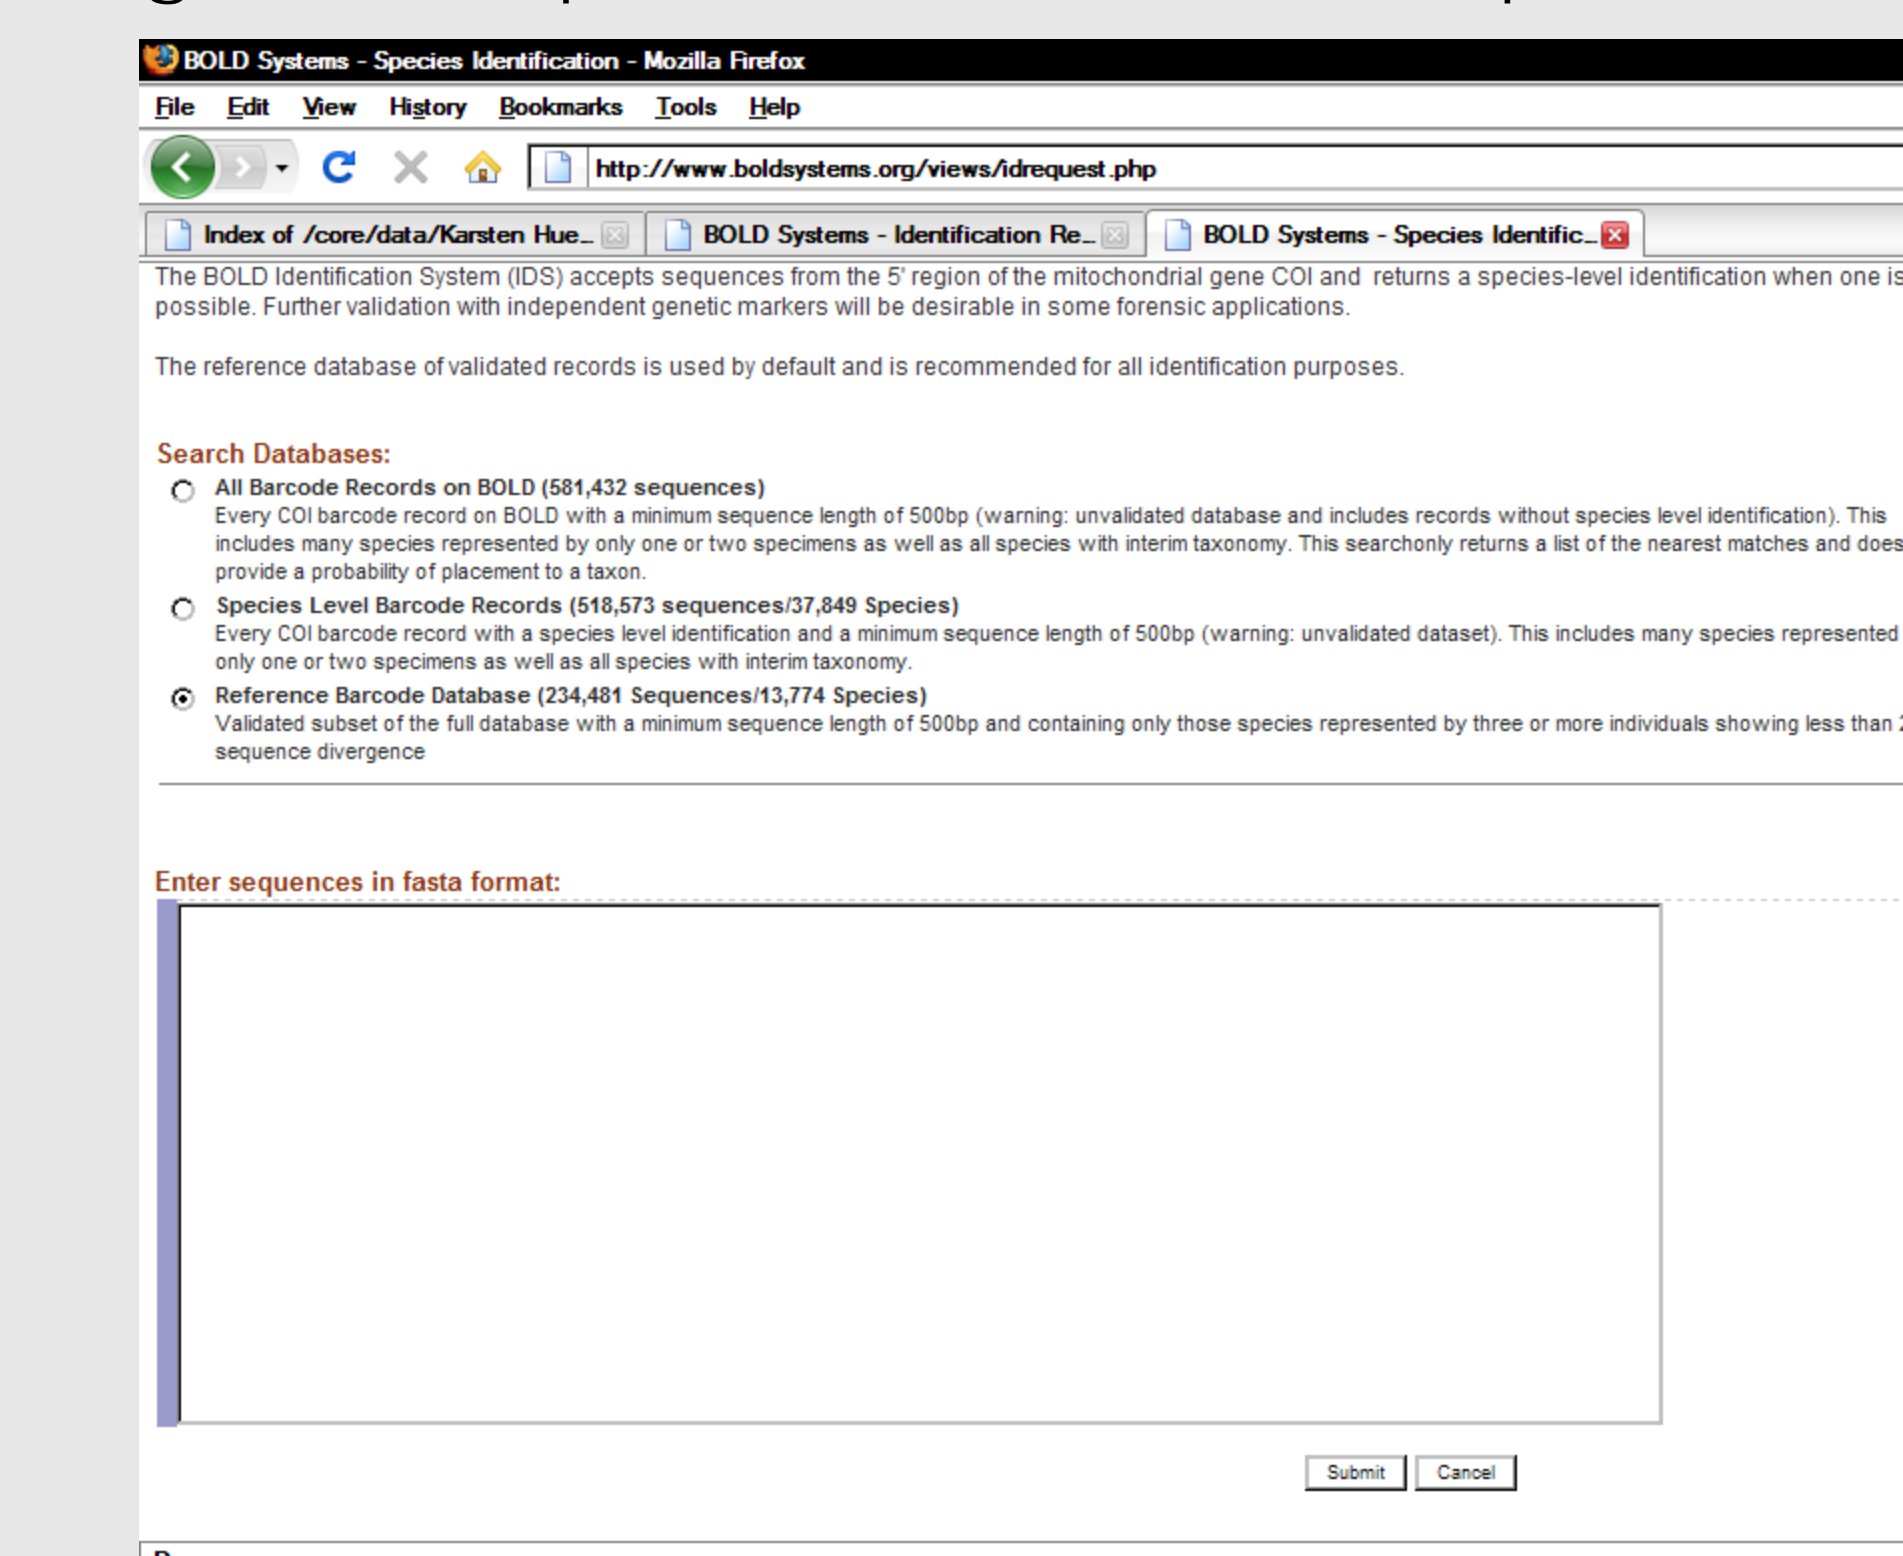 BOLD Systems - Species Identification - Mozilla Firefox
File Edit View History Bookmarks Tools Help
http://www.boldsystems.org/views/idrequest.php
Index of /core/data/Karsten Hue... BOLD Systems - Identification Re... BOLD Systems - Species Identific...
The BOLD Identification System (IDS) accepts sequences from the 5' region of the mitochondrial gene COI and returns a species-level identification when one is
possible. Further validation with independent genetic markers will be desirable in some forensic applications.
The reference database of validated records is used by default and is recommended for all identification purposes.
Search Databases:
All Barcode Records on BOLD (581,432 sequences)
Every COI barcode record on BOLD with a minimum sequence length of 500bp (warning: unvalidated database and includes records without species level identification). This
includes many species represented by only one or two specimens as well as all species with interim taxonomy. This searchonly returns a list of the nearest matches and does
provide a probability of placement to a taxon.
Species Level Barcode Records (518,573 sequences/37,849 Species)
Every COI barcode record with a species level identification and a minimum sequence length of 500bp (warning: unvalidated dataset). This includes many species represented
only one or two specimens as well as all species with interim taxonomy.
Reference Barcode Database (234,481 Sequences/13,774 Species)
Validated subset of the full database with a minimum sequence length of 500bp and containing only those species represented by three or more individuals showing less than
sequence divergence
Enter sequences in fasta format:
Submit Cancel